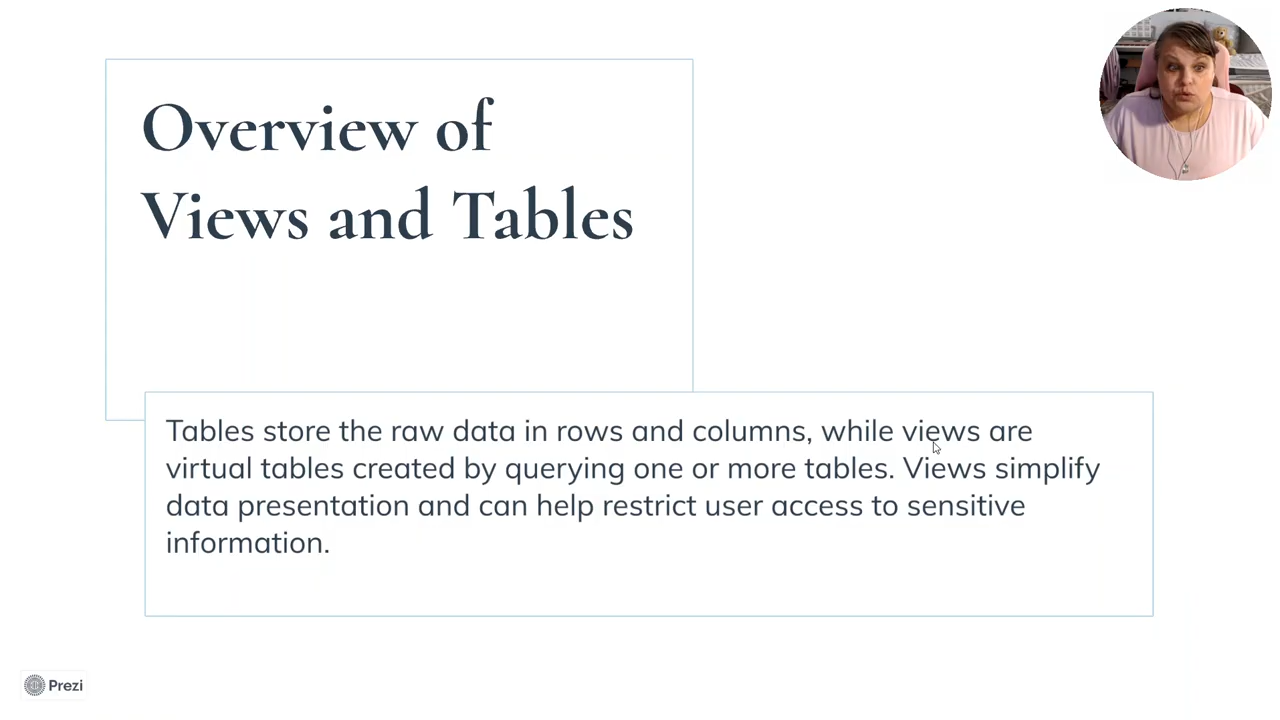 Overview of
Views and Tables
Tables store the raw data in rows and columns, while views are
virtual tables created by querying one or more tables. Views simplify
data presentation and can help restrict user access to sensitive
information.
Prezi